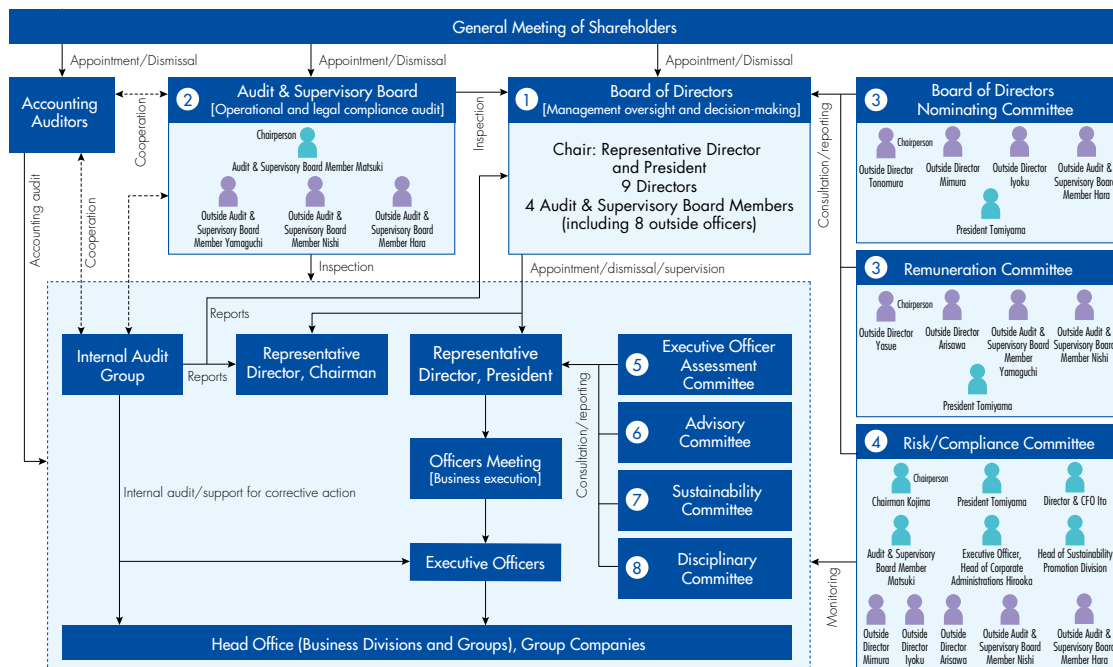 General Meeting of Shareholders
Appointment/Dismissal
Appointment/Dismissal
Appointment/Dismissal
Accounting
Auditors
Cooperation
2
Audit & Supervisory Board
[Operational and legal compliance audit]
Chairperson
Audit & Supervisory Board Member Matsuki
Outside Audit &
Supervisory Board
Member Yamaguchi
Outside Audit &
Supervisory Board
Member Nishi
Outside Audit &
Supervisory Board
Member Hara
Inspection
1
Board of Directors
[Management oversight and decision-making]
Chair: Representative Director
and President
9 Directors
4 Audit & Supervisory Board Members
(including 8 outside officers)
Consultation/reporting
3
Board of Directors
Nominating Committee
Chairperson
Outside Director
Tonomura
Outside Director
Mimura
Outside Director
Iyoku
Outside Audit &
Supervisory Board
Member Hara
President Tomiyama
3
Remuneration Committee
Chairperson
Outside Director
Yasue
Outside Director
Arisawa
Outside Audit &
Supervisory Board
Member
Yamaguchi
Outside Audit &
Supervisory Board
Member Nishi
President Tomiyama
4
Risk/Compliance Committee
Chairperson
Chairman Kojima
President Tomiyama
Director & CFO Ito
Audit & Supervisory
Board Member
Matsuki
Executive Officer,
Head of Corporate
Administrations Hirooka
Head of Sustainability
Promotion Division
Outside
Director
Mimura
Outside
Director
Iyoku
Outside
Director
Arisawa
Outside Audit &
Supervisory Board
Member Nishi
Outside Audit &
Supervisory Board
Member Hara
Monitoring
Accounting audit
Cooperation
Inspection
Appointment/dismissal/supervision
Reports
Internal Audit
Group
Reports
Representative
Director, Chairman
Representative
Director, President
Consultation/reporting
5
Executive Officer
Assessment
Committee
6
Advisory
Committee
7
Sustainability
Committee
8
Disciplinary
Committee
Officers Meeting
[Business execution]
Internal audit/support for corrective action
Executive Officers
Head Office (Business Divisions and Groups), Group Companies